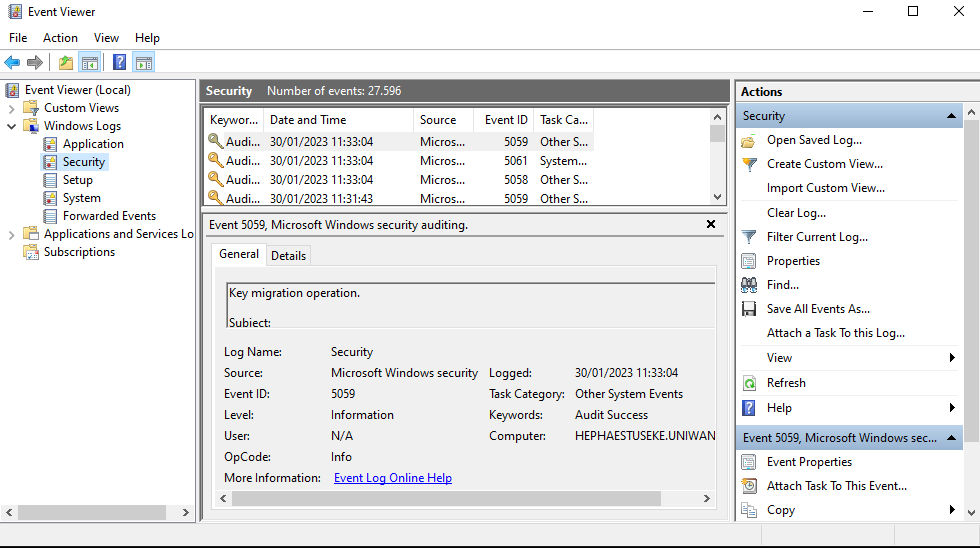 Event Viewer
File Action View Help
Event Viewer (Local)
Custom Views
Windows Logs
Application
Security
Setup
System
Forwarded Events
Applications and Services Lo
Subscriptions
Security Number of events: 27.596
Keywor... Date and Time Source Event ID Task Ca...
Audi... 30/01/2023 11:33:04 Micros... 5059 Other S...
Audi... 30/01/2023 11:33:04 Micros... 5061 System...
Audi... 30/01/2023 11:33:04 Micros... 5058 Other S...
Audi... 30/01/2023 11:31:43 Micros... 5059 Other S...
Event 5059, Microsoft Windows security auditing.
General Details
Key migration operation.
Subject:
Log Name: Security
Source: Microsoft Windows security Logged: 30/01/2023 11:33:04
Event ID: 5059 Task Category: Other System Events
Level: Information Keywords: Audit Success
User: N/A Computer: HEPHAESTUSEKE.UNIWAN
OpCode: Info
More Information: Event Log Online Help
Actions
Security
Open Saved Log...
Create Custom View...
Import Custom View...
Clear Log...
Filter Current Log...
Properties
Find...
Save All Events As...
Attach a Task To this Log...
View
Refresh
Help
Event 5059, Microsoft Windows sec...
Event Properties
Attach Task To This Event...
Copy